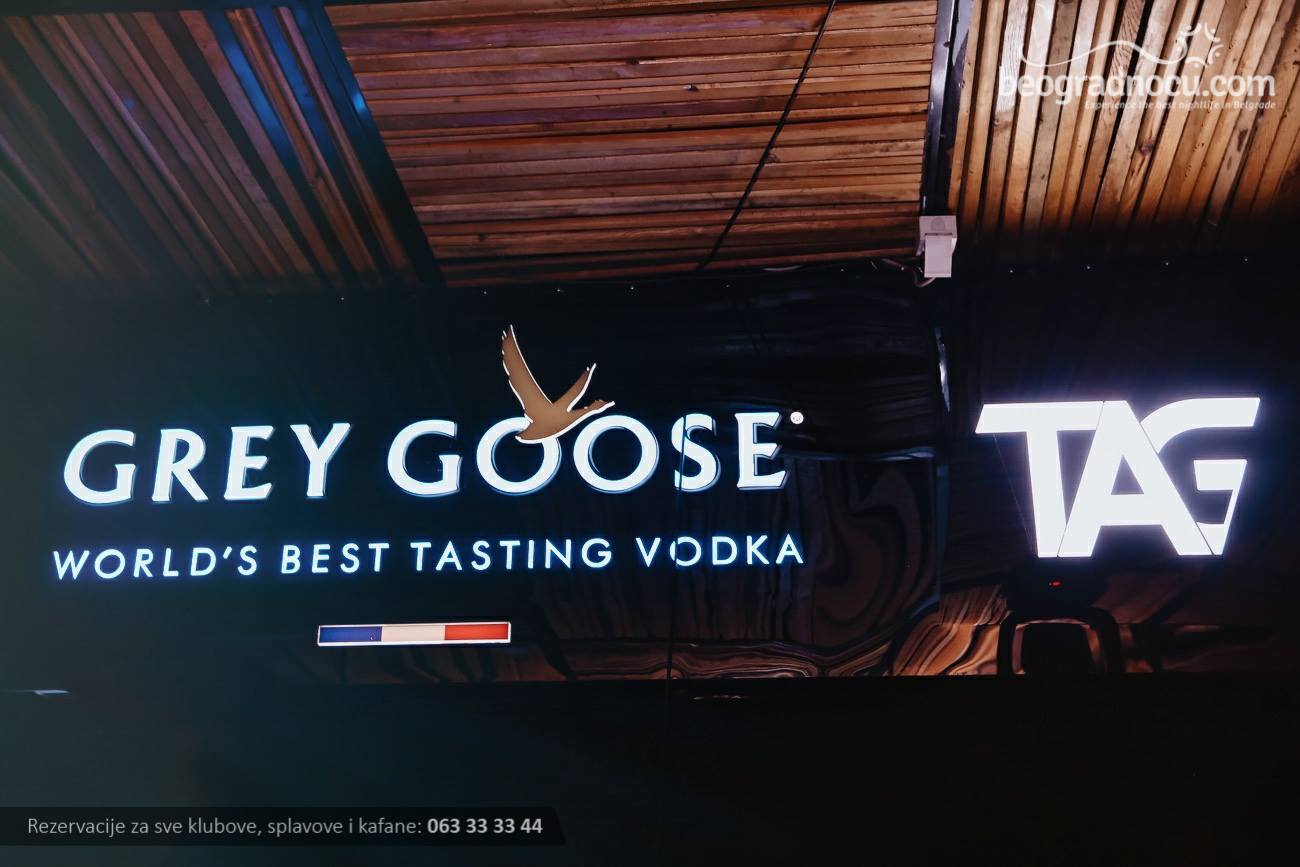 beogradnocu.com
Experience the best nightlife in Belgrade
GREY GOOSE®
WORLD'S BEST TASTING VODKA
TAG
Rezervacije za sve klubove, splavove i kafane: 063 33 33 44